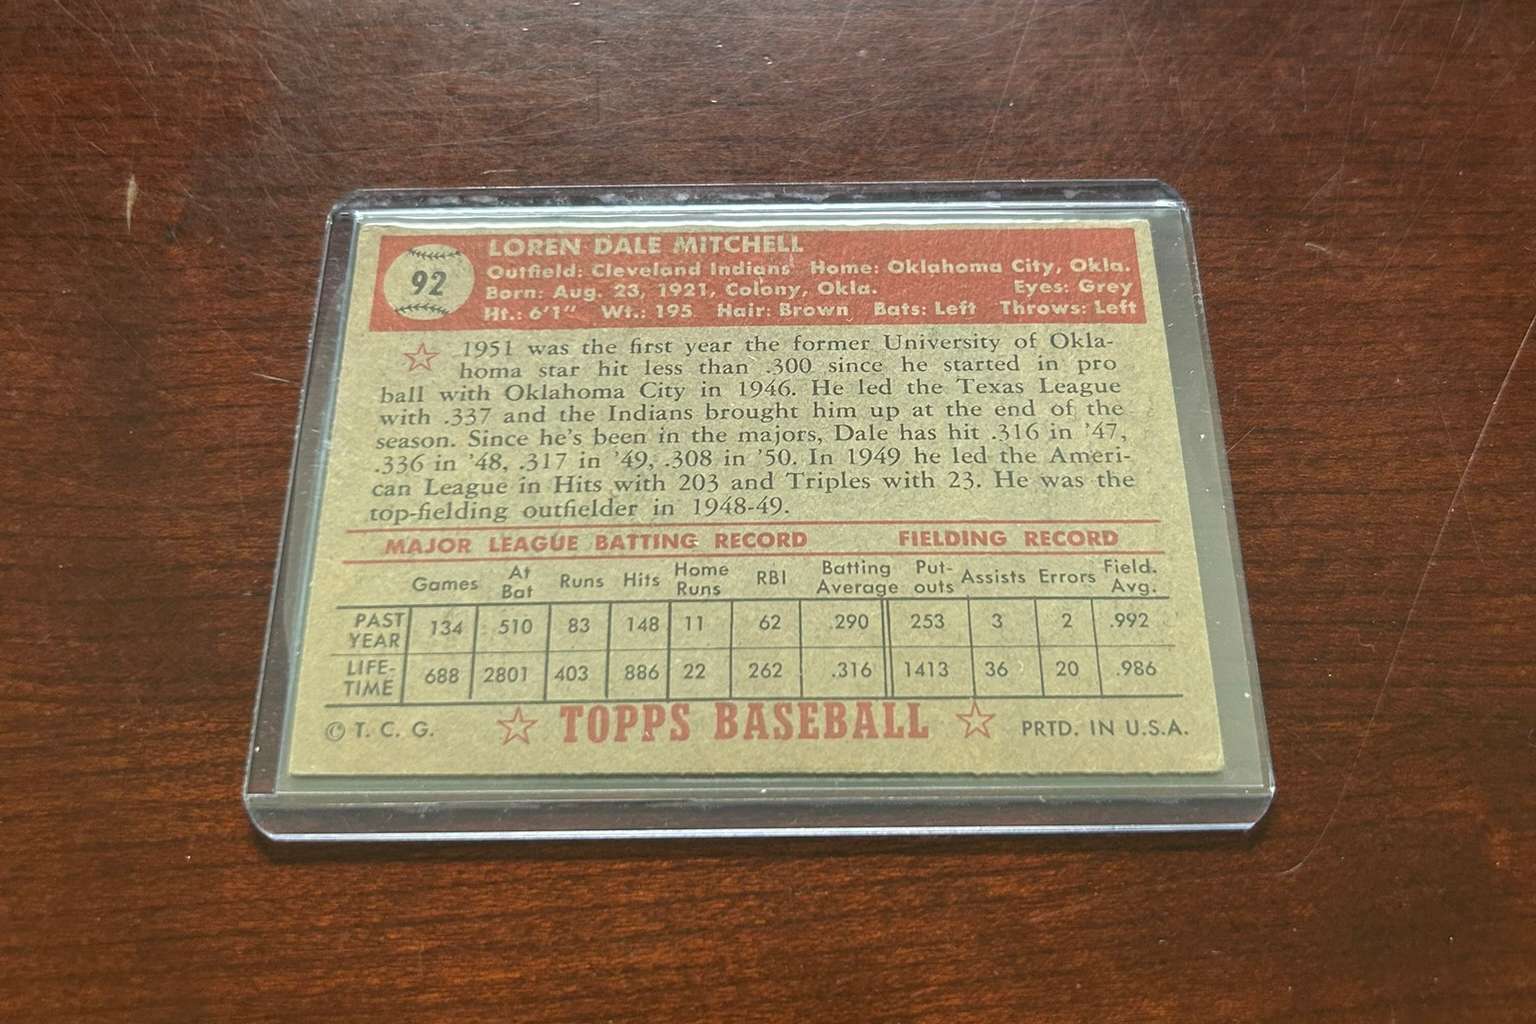 92
LOREN DALE MITCHELL
Outfield: Cleveland Indians Home: Oklahoma City, Okla.
Born: Aug. 23, 1921, Colony, Okla. Eyes: Grey
Ht.: 6'1" Wt.: 195 Hair: Brown Bats: Left Throws: Left
1951 was the first year the former University of Okla-
homa star hit less than .300 since he started in pro
ball with Oklahoma City in 1946. He led the Texas League
with .337 and the Indians brought him up at the end of the
season. Since he's been in the majors, Dale has hit .316 in '47,
.336 in '48, .317 in '49, .308 in '50. In 1949 he led the Ameri-
can League in Hits with 203 and Triples with 23. He was the
top-fielding outfielder in 1948-49.
MAJOR LEAGUE BATTING RECORD FIELDING RECORD
Games At Bat Runs Hits Home Runs RBI Batting Average Put-outs Assists Errors Field. Avg.
PAST YEAR 134 510 83 148 11 62 .290 253 3 2 .992
LIFE-TIME 688 2801 403 886 22 262 .316 1413 36 20 .986
© T. C. G. TOPPS BASEBALL PRTD. IN U.S.A.